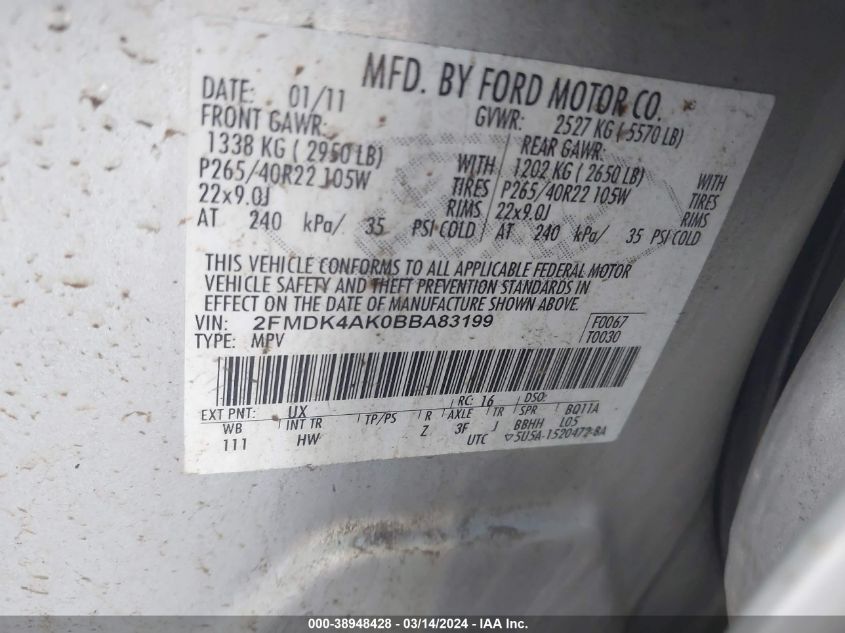 MFD. BY FORD MOTOR CO.
DATE: 01/11 GVWR: 2527 KG ( 5570 LB)
FRONT GAWR: REAR GAWR:
1338 KG ( 2950 LB) WITH 1202 KG ( 2650 LB) WITH
P265/40R22 105W TIRES P265/40R22 105W TIRES
22x9.0J RIMS 22x9.0J RIMS
AT 240 kPa/ 35 PSI COLD AT 240 kPa/ 35 PSI COLD
THIS VEHICLE CONFORMS TO ALL APPLICABLE FEDERAL MOTOR
VEHICLE SAFETY AND THEFT PREVENTION STANDARDS IN
EFFECT ON THE DATE OF MANUFACTURE SHOWN ABOVE.
VIN: 2FMDK4AK0BBA83199 F0067
TYPE: MPV T0030
EXT PNT: UX RC: 16 DSO:
WB INT TR TP/PS R AXLE TR SPR BQ11A
111 HW Z 3F J BBHH L05
UTC ▽5U5A-1520472-BA
000-38948428 - 03/14/2024 - IAA Inc.